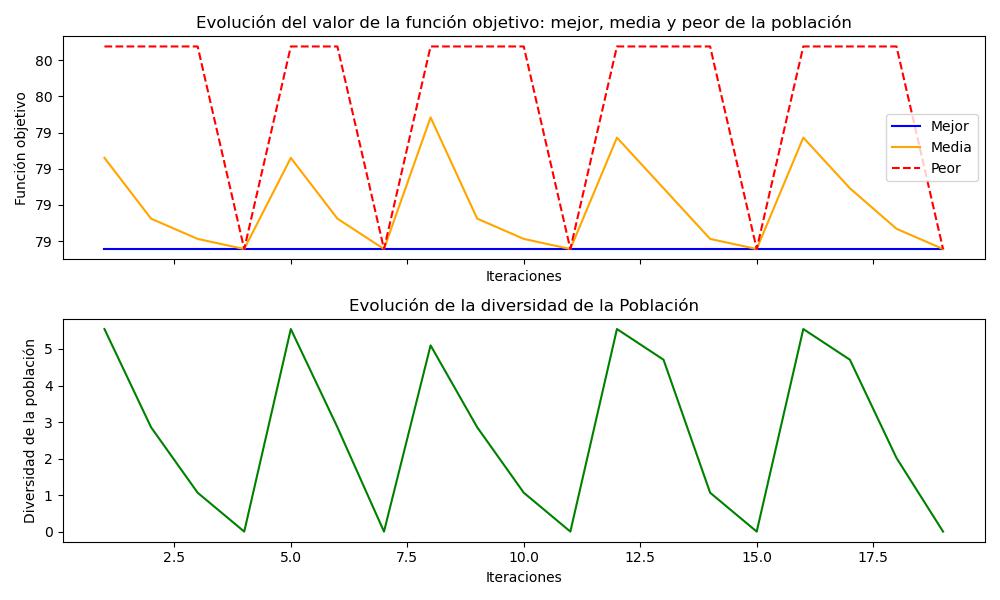 Evolución del valor de la función objetivo: mejor, media y peor de la población
Función objetivo
80
80
79
79
79
79
Mejor
Media
Peor
Iteraciones
Evolución de la diversidad de la Población
Diversidad de la población
5
4
3
2
1
0
2.5 5.0 7.5 10.0 12.5 15.0 17.5
Iteraciones